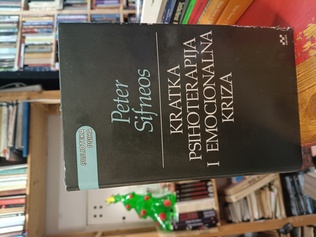 Peter
Sifneos
KRATKA
PSIHOTERAPIJA
I EMOCIONALNA
KRIZA